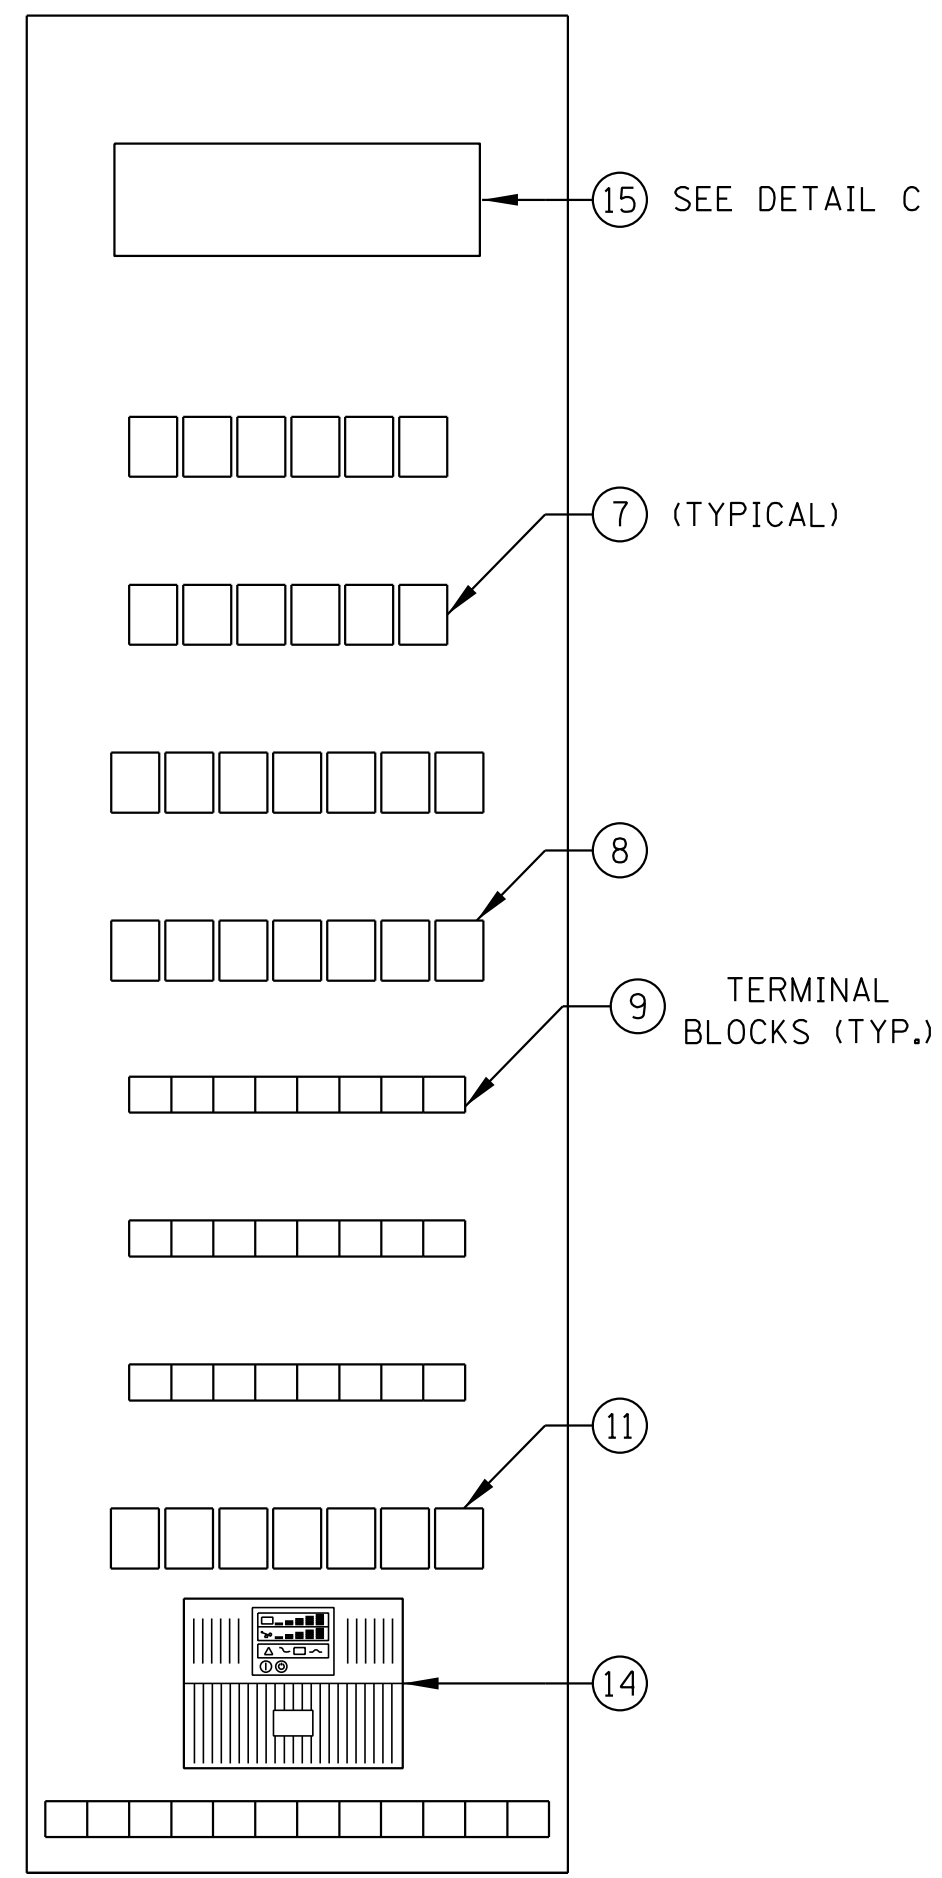 15 SEE DETAIL C
7 (TYPICAL)
8
9 TERMINAL
BLOCKS (TYP.)
11
14